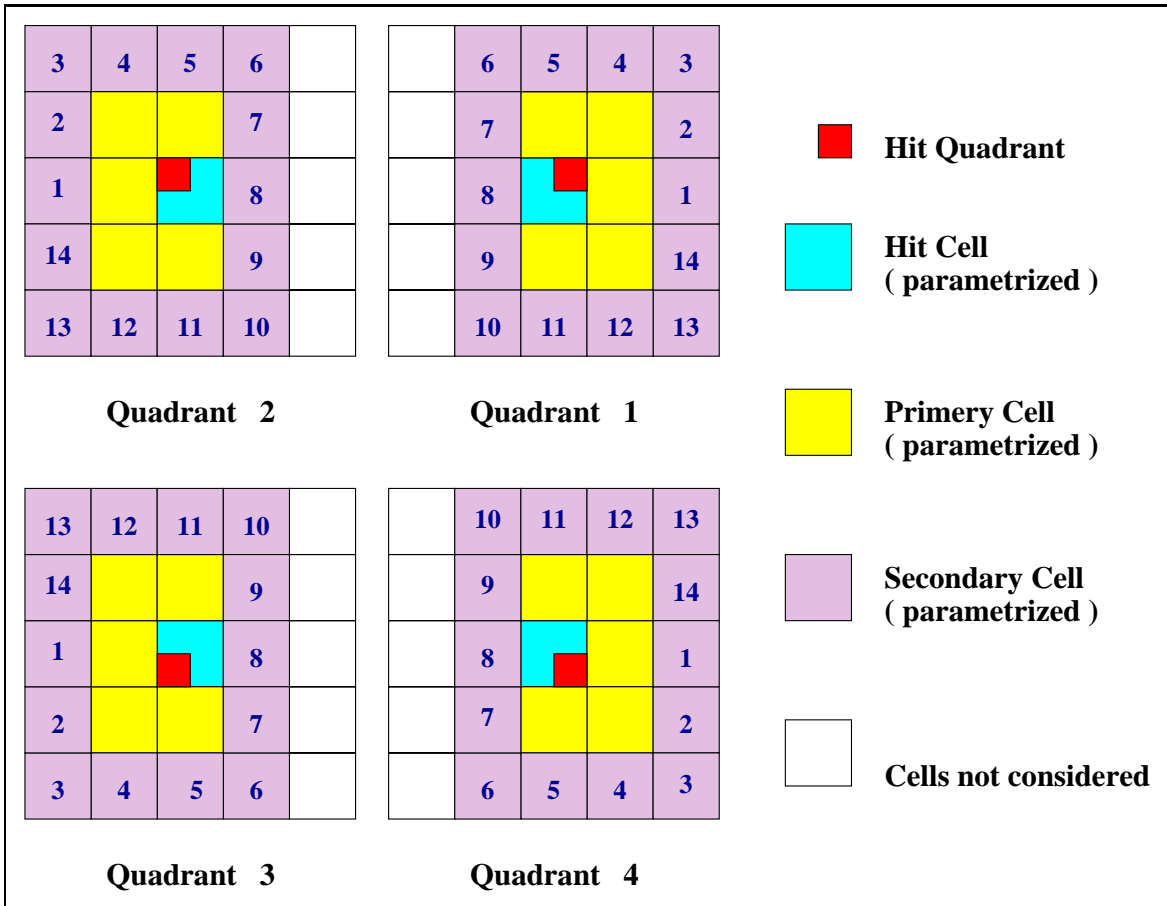 3 4 5 6
2 7
1 8
14 9
13 12 11 10
Quadrant 2
6 5 4 3
7 2
8 1
9 14
10 11 12 13
Quadrant 1
13 12 11 10
14 9
1 8
2 7
3 4 5 6
Quadrant 3
10 11 12 13
9 14
8 1
7 2
6 5 4 3
Quadrant 4
Hit Quadrant
Hit Cell
( parametrized )
Primery Cell
( parametrized )
Secondary Cell
( parametrized )
Cells not considered